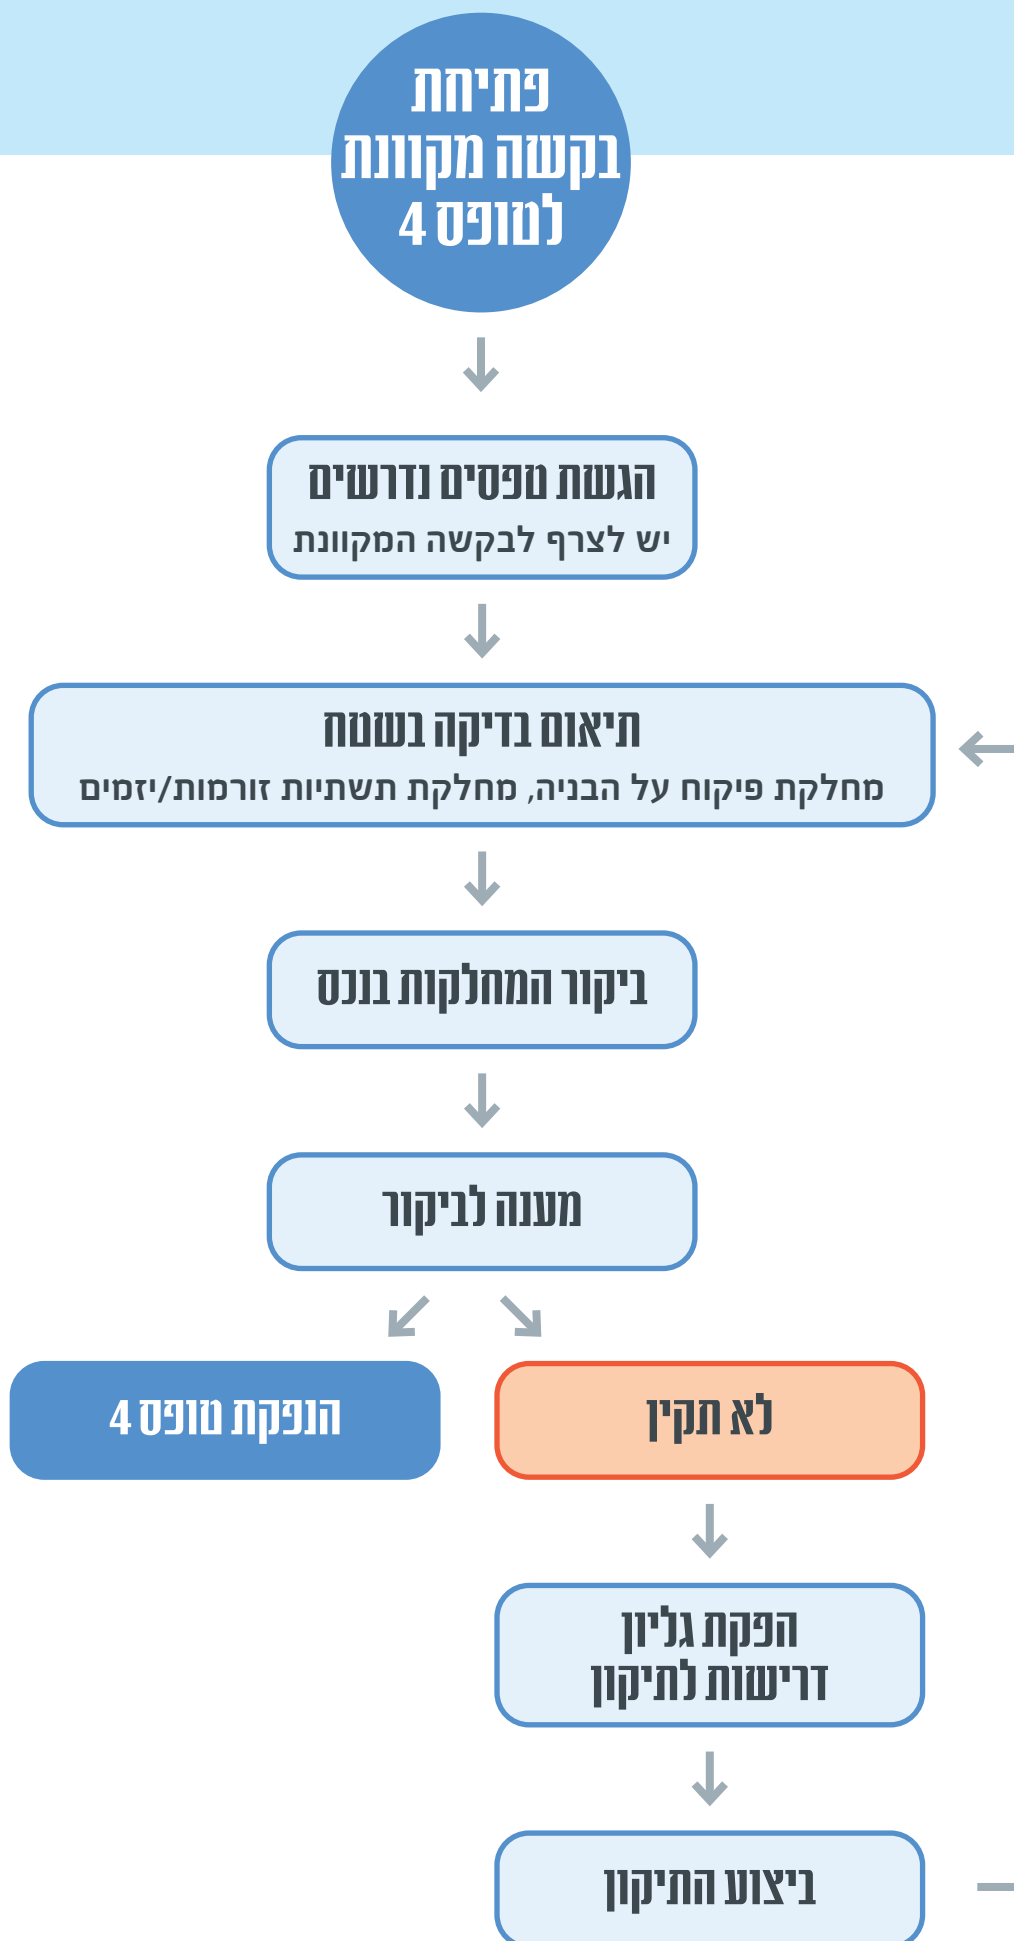 פתיחת
בקשה מקוונת
לטופס 4
הגשת טפסים נדרשים
יש לצרף לבקשה המקוונת
תיאום בדיקה בשטח
מחלקת פיקוח על הבניה, מחלקת תשתיות זורמות/יזמים
ביקור המחלקות בנכס
מענה לביקור
לא תקין
הנפקת טופס 4
הפקת גליון
דרישות לתיקון
ביצוע התיקון